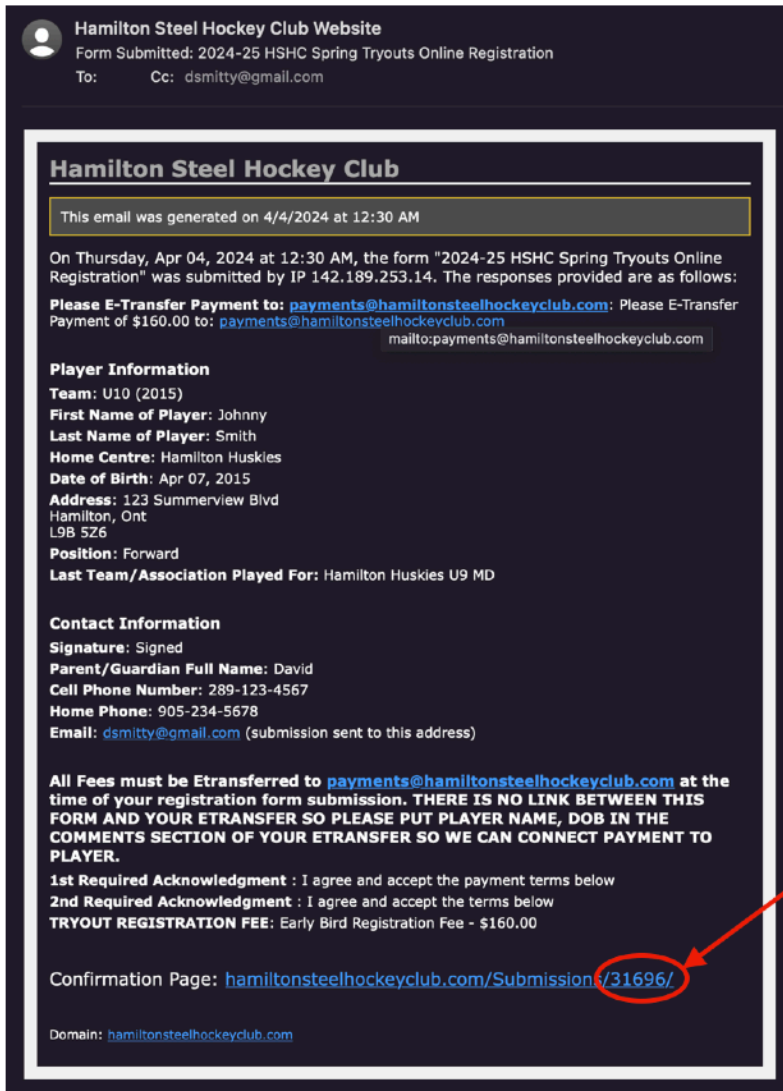 Hamilton Steel Hockey Club Website
Form Submitted: 2024-25 HSHC Spring Tryouts Online Registration
To: Cc: dsmitty@gmail.com
Hamilton Steel Hockey Club
This email was generated on 4/4/2024 at 12:30 AM
On Thursday, Apr 04, 2024 at 12:30 AM, the form "2024-25 HSHC Spring Tryouts Online
Registration" was submitted by IP 142.189.253.14. The responses provided are as follows:
Please E-Transfer Payment to: payments@hamiltonsteelhockeyclub.com: Please E-Transfer
Payment of $160.00 to: payments@hamiltonsteelhockeyclub.com
mailto:payments@hamiltonsteelhockeyclub.com
Player Information
Team: U10 (2015)
First Name of Player: Johnny
Last Name of Player: Smith
Home Centre: Hamilton Huskies
Date of Birth: Apr 07, 2015
Address: 123 Summerview Blvd
Hamilton, Ont
L9B 5Z6
Position: Forward
Last Team/Association Played For: Hamilton Huskies U9 MD
Contact Information
Signature: Signed
Parent/Guardian Full Name: David
Cell Phone Number: 289-123-4567
Home Phone: 905-234-5678
Email: dsmitty@gmail.com (submission sent to this address)
All Fees must be Etransferred to payments@hamiltonsteelhockeyclub.com at the
time of your registration form submission. THERE IS NO LINK BETWEEN THIS
FORM AND YOUR ETRANSFER SO PLEASE PUT PLAYER NAME, DOB IN THE
COMMENTS SECTION OF YOUR ETRANSFER SO WE CAN CONNECT PAYMENT TO
PLAYER.
1st Required Acknowledgment : I agree and accept the payment terms below
2nd Required Acknowledgment : I agree and accept the terms below
TRYOUT REGISTRATION FEE: Early Bird Registration Fee - $160.00
Confirmation Page: hamiltonsteelhockeyclub.com/Submissions/31696/
Domain: hamiltonsteelhockeyclub.com